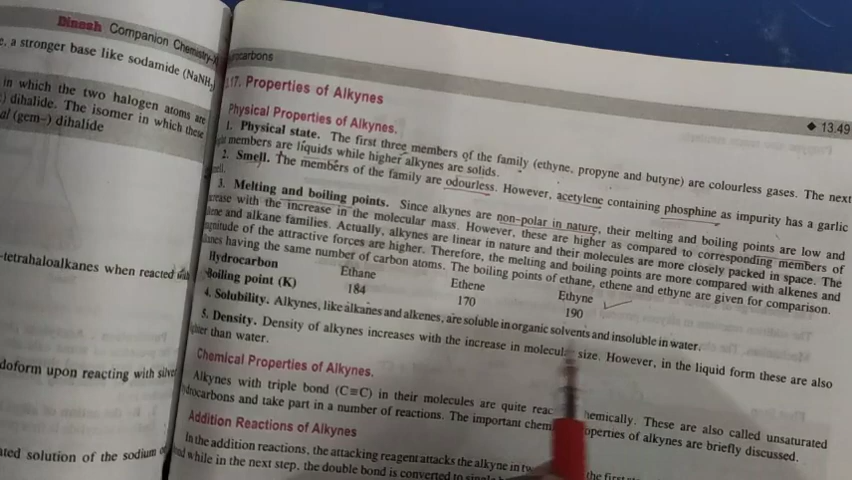 Dinesh Companion Chemistry-X
e, a stronger base like sodamide (NaNH2)
in which the two halogen atoms are
) dihalide. The isomer in which these
al (gem-) dihalide
-tetrahaloalkanes when reacted with
doform upon reacting with silver
ated solution of the sodium
rocarbons
13.49
.17. Properties of Alkynes
Physical Properties of Alkynes.
1. Physical state. The first three members of the family (ethyne, propyne and butyne) are colourless gases. The next
members are liquids while higher alkynes are solids.
2. Smell. The members of the family are odourless. However, acetylene containing phosphine as impurity has a garlic
mell.
3. Melting and boiling points. Since alkynes are non-polar in nature, their melting and boiling points are low and
crease with the increase in the molecular mass. However, these are higher as compared to corresponding members of
kene and alkane families. Actually, alkynes are linear in nature and their molecules are more closely packed in space. The
agnitude of the attractive forces are higher. Therefore, the melting and boiling points are more compared with alkenes and
lkanes having the same number of carbon atoms. The boiling points of ethane, ethene and ethyne are given for comparison.
Hydrocarbon Ethane Ethene Ethyne
Boiling point (K) 184 170 190
4. Solubility. Alkynes, like alkanes and alkenes, are soluble in organic solvents and insoluble in water.
5. Density. Density of alkynes increases with the increase in molecular size. However, in the liquid form these are also
ghter than water.
Chemical Properties of Alkynes.
Alkynes with triple bond (C≡C) in their molecules are quite reac hemically. These are also called unsaturated
ydrocarbons and take part in a number of reactions. The important chem operties of alkynes are briefly discussed.
Addition Reactions of Alkynes
In the addition reactions, the attacking reagent attacks the alkyne in tw the first
nd while in the next step, the double bond is converted to single